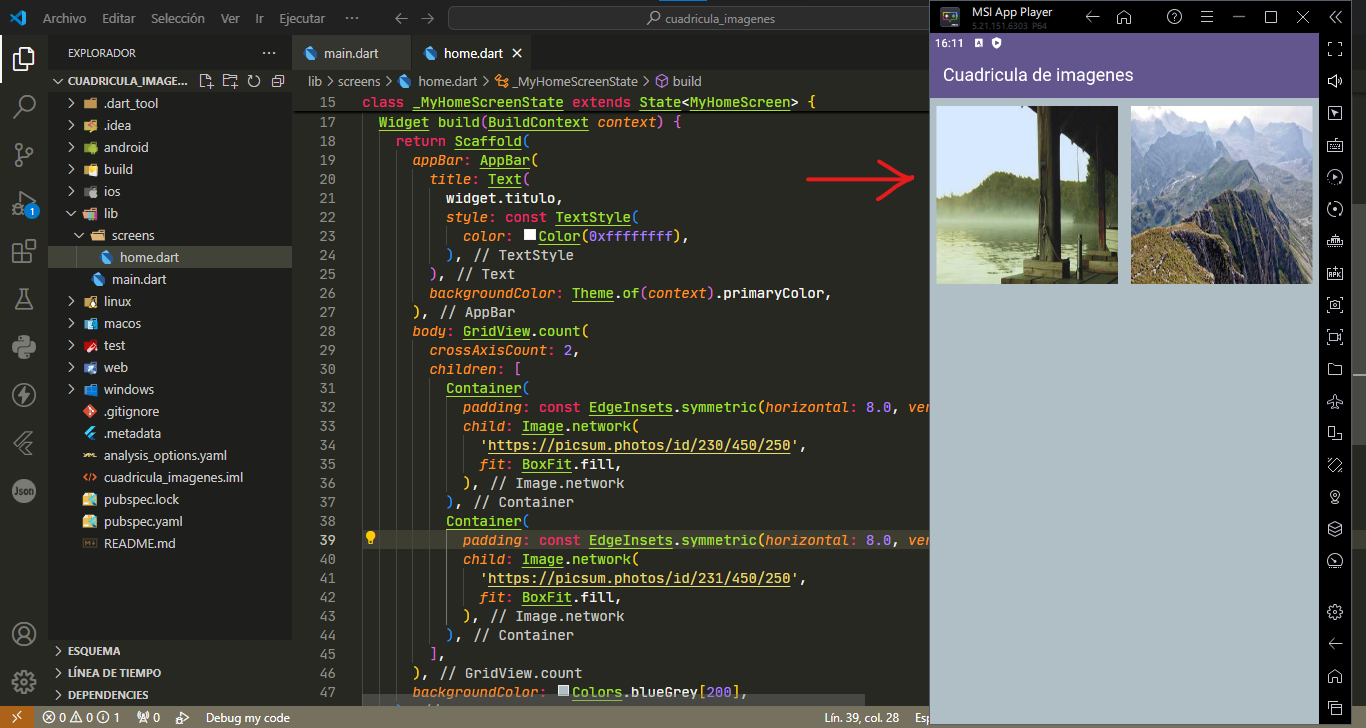 Archivo Editar Selección Ver Ir Ejecutar ···
cuadricula_imagenes
MSI App Player
5.21.151.6303 P64
EXPLORADOR ···
main.dart
home.dart
CUADRICULA_IMAGE...
lib > screens > home.dart > _MyHomeScreenState > build
.dart_tool
.idea
android
build
ios
lib
screens
home.dart
main.dart
linux
macos
test
web
windows
.gitignore
.metadata
analysis_options.yaml
cuadricula_imagenes.iml
pubspec.lock
pubspec.yaml
README.md
ESQUEMA
LÍNEA DE TIEMPO
DEPENDENCIES
1
Json
15 class _MyHomeScreenState extends State<MyHomeScreen> {
17 Widget build(BuildContext context) {
18 return Scaffold(
19 appBar: AppBar(
20 title: Text(
21 widget.titulo,
22 style: const TextStyle(
23 color: Color(0xffffffff),
24 ), // TextStyle
25 ), // Text
26 backgroundColor: Theme.of(context).primaryColor,
27 ), // AppBar
28 body: GridView.count(
29 crossAxisCount: 2,
30 children: [
31 Container(
32 padding: const EdgeInsets.symmetric(horizontal: 8.0, ver
33 child: Image.network(
34 'https://picsum.photos/id/230/450/250',
35 fit: BoxFit.fill,
36 ), // Image.network
37 ), // Container
38 Container(
39 padding: const EdgeInsets.symmetric(horizontal: 8.0, ver
40 child: Image.network(
41 'https://picsum.photos/id/231/450/250',
42 fit: BoxFit.fill,
43 ), // Image.network
44 ), // Container
45 ],
46 ), // GridView.count
47 backgroundColor: Colors.blueGrey[200],
16:11 A
Cuadricula de imagenes
APK
0 0 1 0 Debug my code
Lín. 39, col. 28 Esp